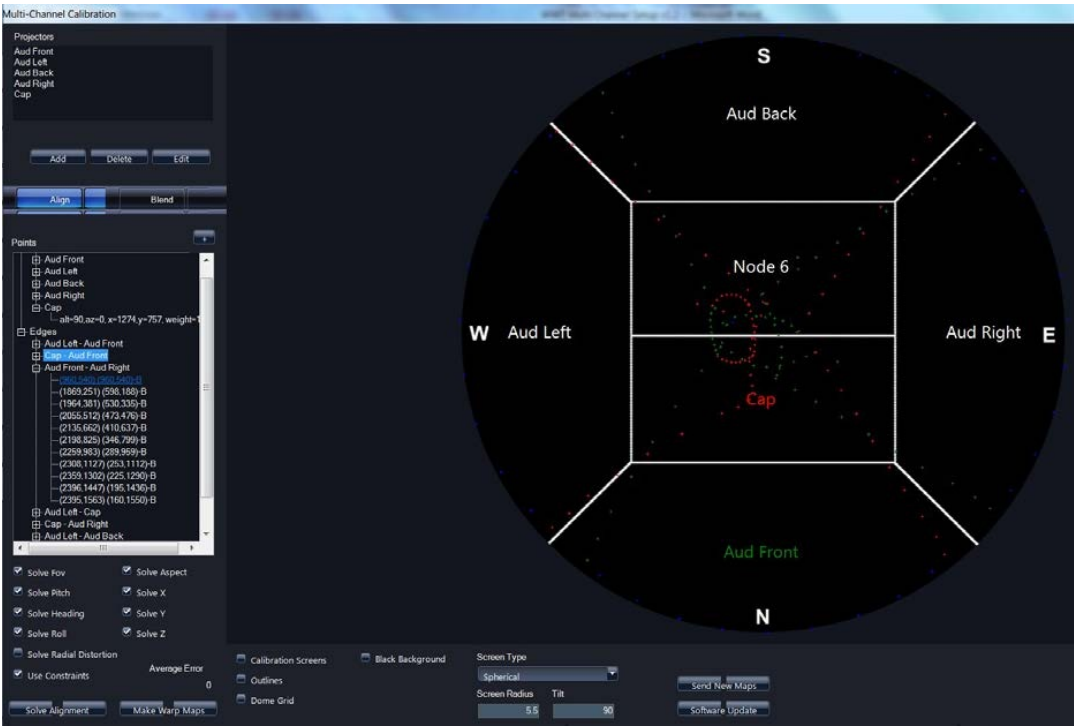 Multi-Channel Calibration
Projectors
Aud Front
Aud Left
Aud Back
Aud Right
Cap
Add Delete Edit
Align Blend
Points
+
Aud Front
Aud Left
Aud Back
Aud Right
Cap
alt=90,az=0, x=1274,y=757, weight=1
Edges
Aud Left - Aud Front
Cap - Aud Front
Aud Front - Aud Right
(960,540) (960,540)-B
(1869,251) (598,188)-B
(1964,381) (530,335)-B
(2055,512) (473,476)-B
(2135,662) (410,637)-B
(2198,825) (346,799)-B
(2259,983) (289,959)-B
(2308,1127) (253,1112)-B
(2359,1302) (225,1290)-B
(2396,1447) (195,1436)-B
(2395,1563) (160,1550)-B
Aud Left - Cap
Cap - Aud Right
Aud Left - Aud Back
Solve Fov Solve Aspect
Solve Pitch Solve X
Solve Heading Solve Y
Solve Roll Solve Z
Solve Radial Distortion
Use Constraints
Average Error
0
Solve Alignment Make Warp Maps
S
Aud Back
Node 6
W Aud Left
Aud Right E
Cap
Aud Front
N
Calibration Screens Black Background
Outlines
Dome Grid
Screen Type
Spherical
Screen Radius Tilt
5.5 90
Send New Maps
Software Update